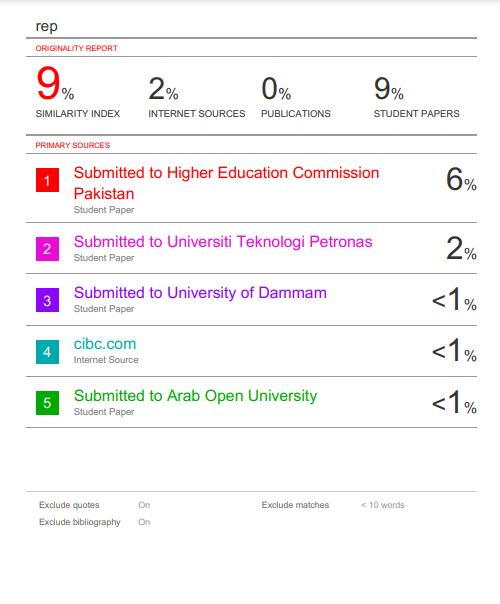 rep
ORIGINALITY REPORT
9% 2% 0% 9%
SIMILARITY INDEX INTERNET SOURCES PUBLICATIONS STUDENT PAPERS
PRIMARY SOURCES
1 Submitted to Higher Education Commission 6%
Pakistan
Student Paper
2 Submitted to Universiti Teknologi Petronas 2%
Student Paper
3 Submitted to University of Dammam <1%
Student Paper
4 cibc.com <1%
Internet Source
5 Submitted to Arab Open University <1%
Student Paper
Exclude quotes On Exclude matches < 10 words
Exclude bibliography On